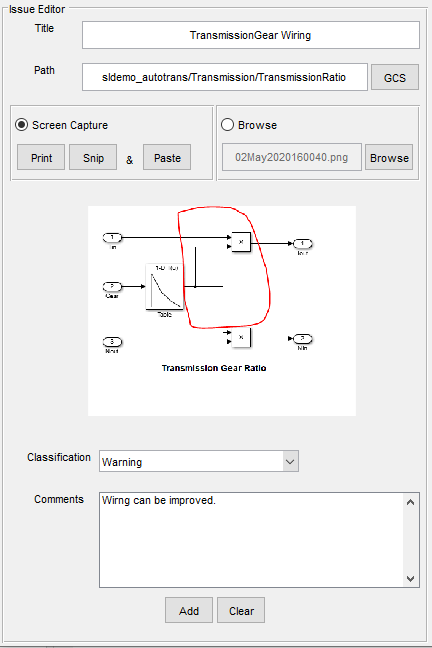 Issue Editor
Title
TransmissionGear Wiring
Path
sldemo_autotrans/Transmission/TransmissionRatio
GCS
Screen Capture
Browse
Print
Snip
&
Paste
02May2020160040.png
Browse
1
Tin
×
1
Tout
2
Gear
1-D T(u)
Table
3
Nout
×
2
Nin
Transmission Gear Ratio
Classification
Warning
Comments
Wirng can be improved.
Add
Clear